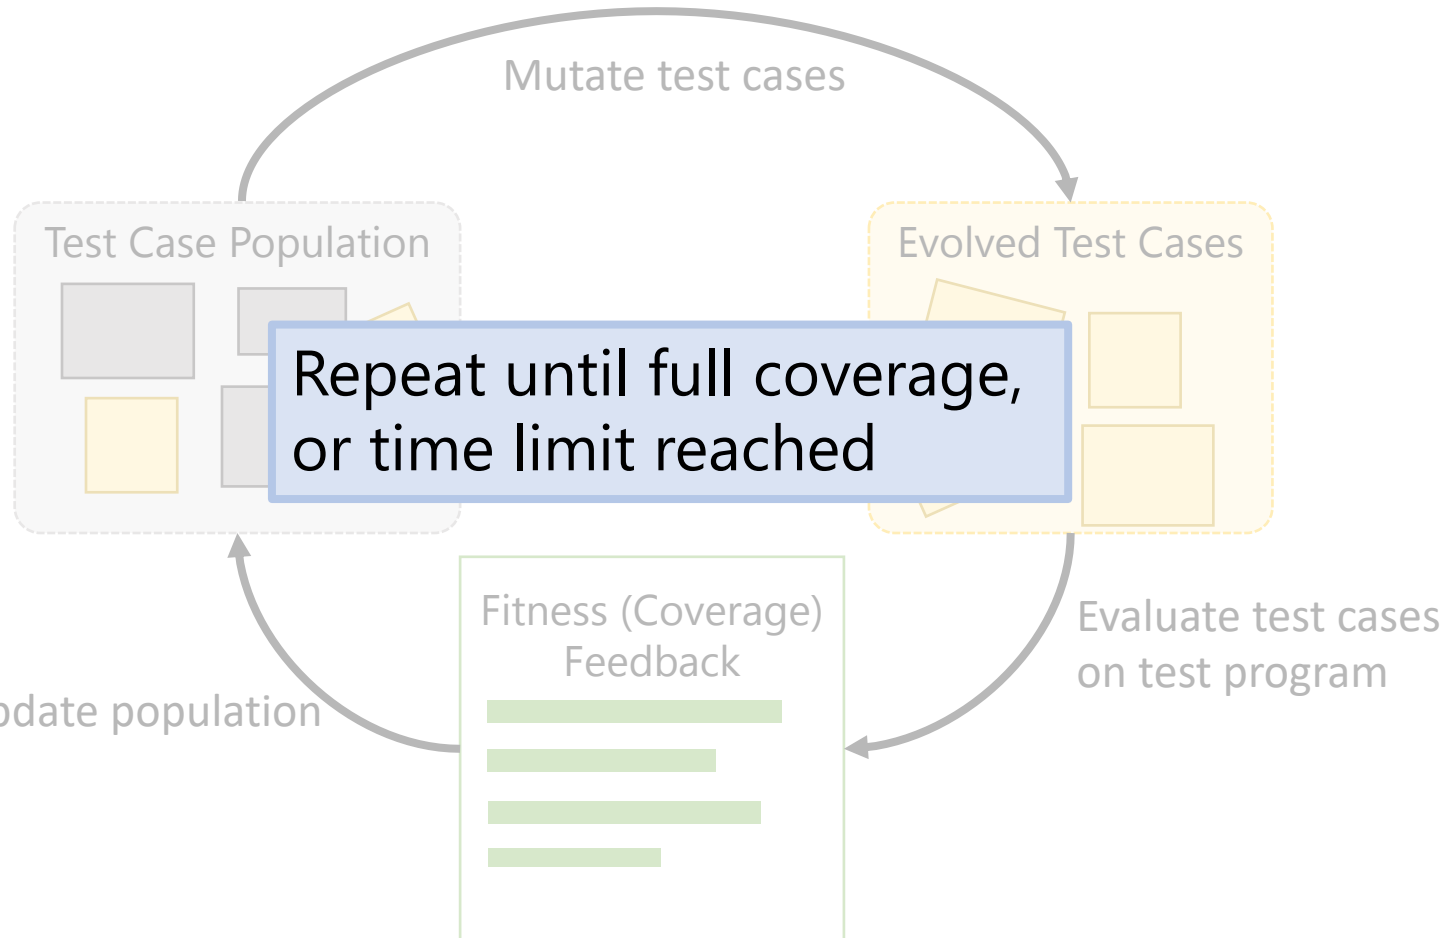 Mutate test cases
Test Case Population
Evolved Test Cases
Repeat until full coverage,
or time limit reached
Fitness (Coverage)
Feedback
Evaluate test cases
on test program
population